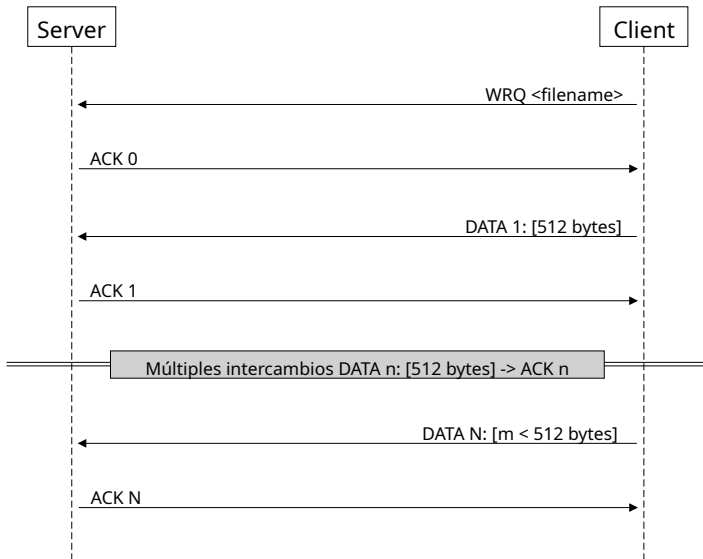 Server
Client
WRQ <filename>
ACK 0
DATA 1: [512 bytes]
ACK 1
Múltiples intercambios DATA n: [512 bytes] -> ACK n
DATA N: [m < 512 bytes]
ACK N